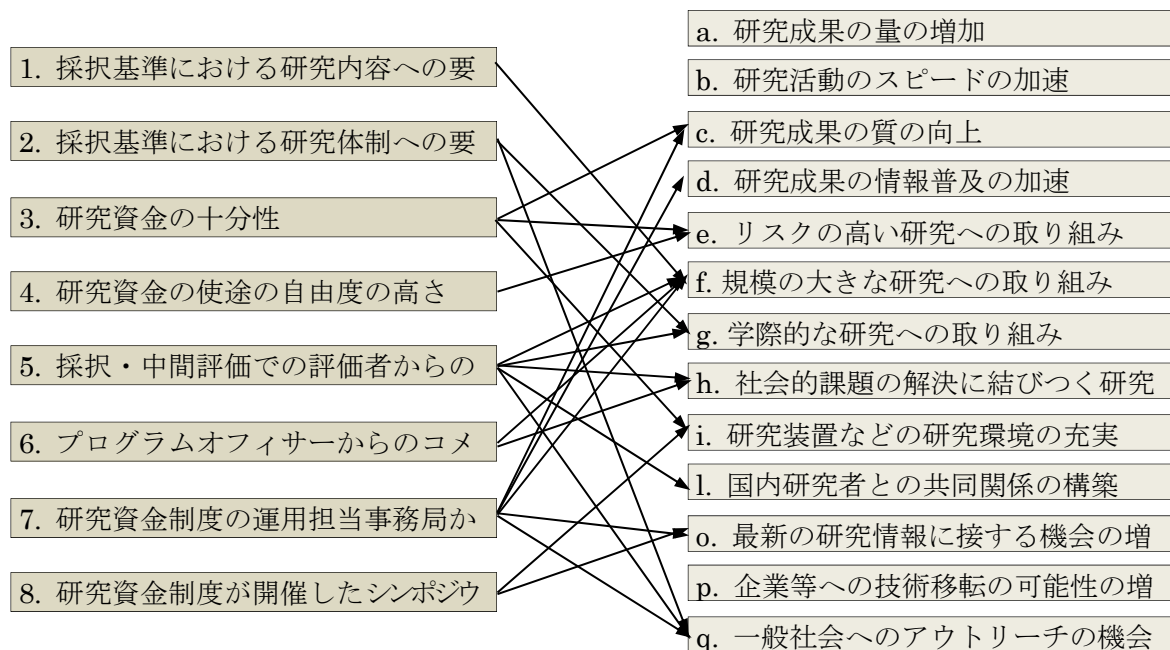 1. 採択基準における研究内容への要
2. 採択基準における研究体制への要
3. 研究資金の十分性
4. 研究資金の使途の自由度の高さ
5. 採択・中間評価での評価者からの
6. プログラムオフィサーからのコメ
7. 研究資金制度の運用担当事務局か
8. 研究資金制度が開催したシンポジウ
a. 研究成果の量の増加
b. 研究活動のスピードの加速
c. 研究成果の質の向上
d. 研究成果の情報普及の加速
e. リスクの高い研究への取り組み
f. 規模の大きな研究への取り組み
g. 学際的な研究への取り組み
h. 社会的課題の解決に結びつく研究
i. 研究装置などの研究環境の充実
l. 国内研究者との共同関係の構築
o. 最新の研究情報に接する機会の増
p. 企業等への技術移転の可能性の増
q. 一般社会へのアウトリーチの機会